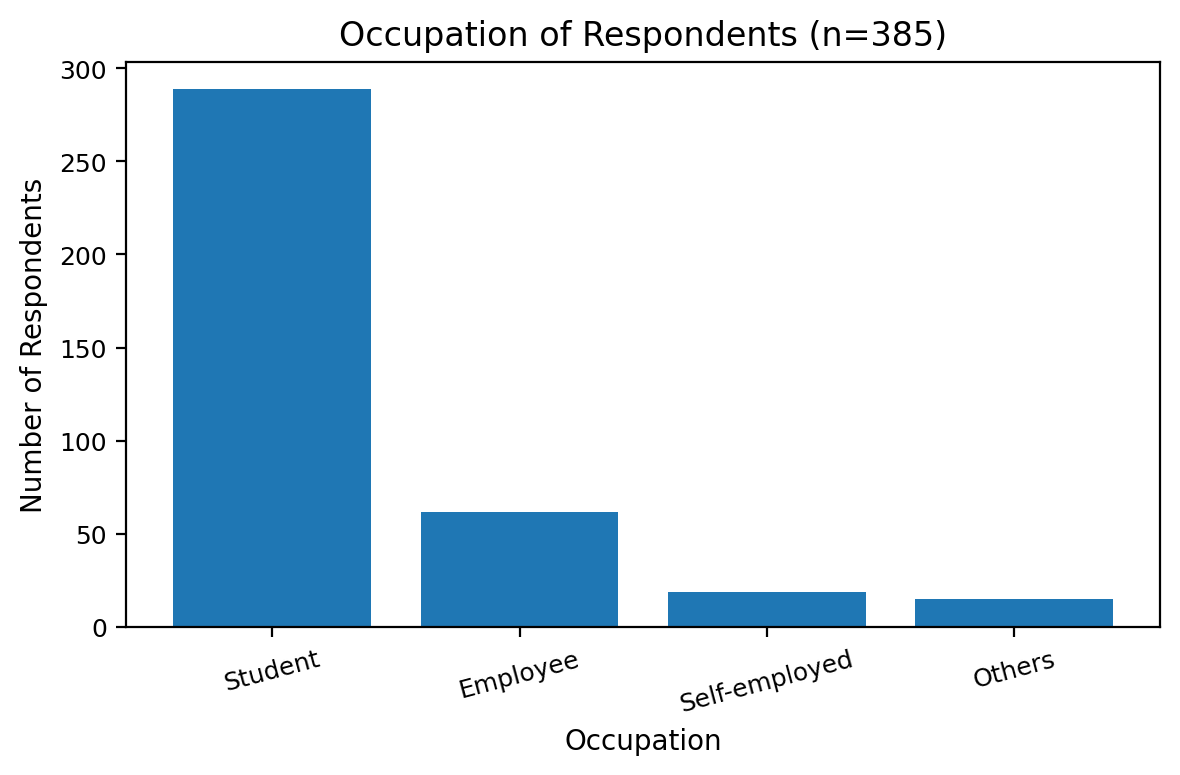 Occupation of Respondents (n=385)
Number of Respondents
300
250
200
150
100
50
0
Student
Employee
Self-employed
Others
Occupation